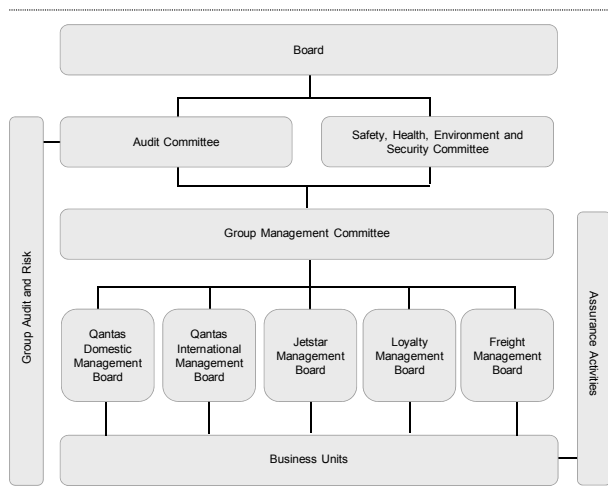 Board
Audit Committee
Safety, Health, Environment and
Security Committee
Group Management Committee
Group Audit and Risk
Assurance Activities
Qantas
Domestic
Management
Board
Qantas
International
Management
Board
Jetstar
Management
Board
Loyalty
Management
Board
Freight
Management
Board
Business Units